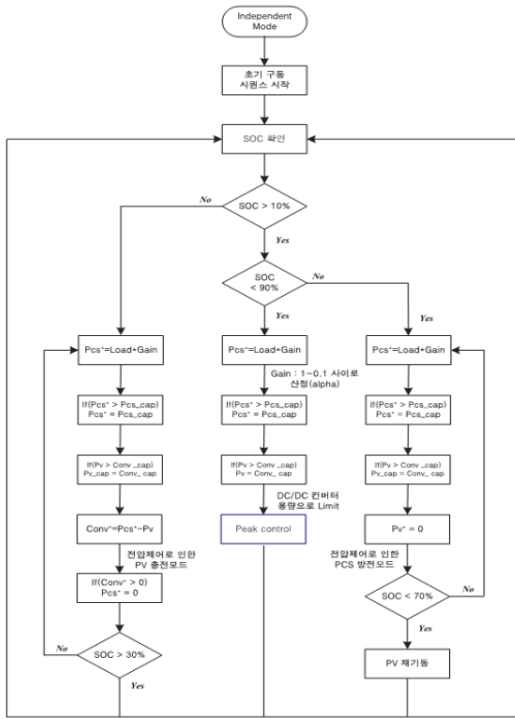 Independent
Mode
초기 구동
시퀀스 시작
SOC 확인
SOC > 10%
No
Yes
SOC
< 90%
No
Yes
Yes
Pcs*=Load*Gain
Pcs*=Load*Gain
Pcs*=Load*Gain
Gain : 1~0.1 사이로
산정(alpha)
If(Pcs* > Pcs_cap)
Pcs* = Pcs_cap
If(Pcs* > Pcs_cap)
Pcs* = Pcs_cap
If(Pcs* > Pcs_cap)
Pcs* = Pcs_cap
If(Pv > Conv _cap)
Pv_cap = Conv_ cap
If(Pv > Conv _cap)
Pv = Conv_ cap
If(Pv > Conv _cap)
Pv_cap = Conv_ cap
DC/DC 컨버터
용량으로 Limit
Conv*=Pcs*-Pv
Peak control
Pv* = 0
전압제어로 인한
PV 충전모드
전압제어로 인한
PCS 방전모드
If(Conv* > 0)
Pcs* = 0
SOC < 70%
No
Yes
SOC > 30%
No
Yes
PV 재기동